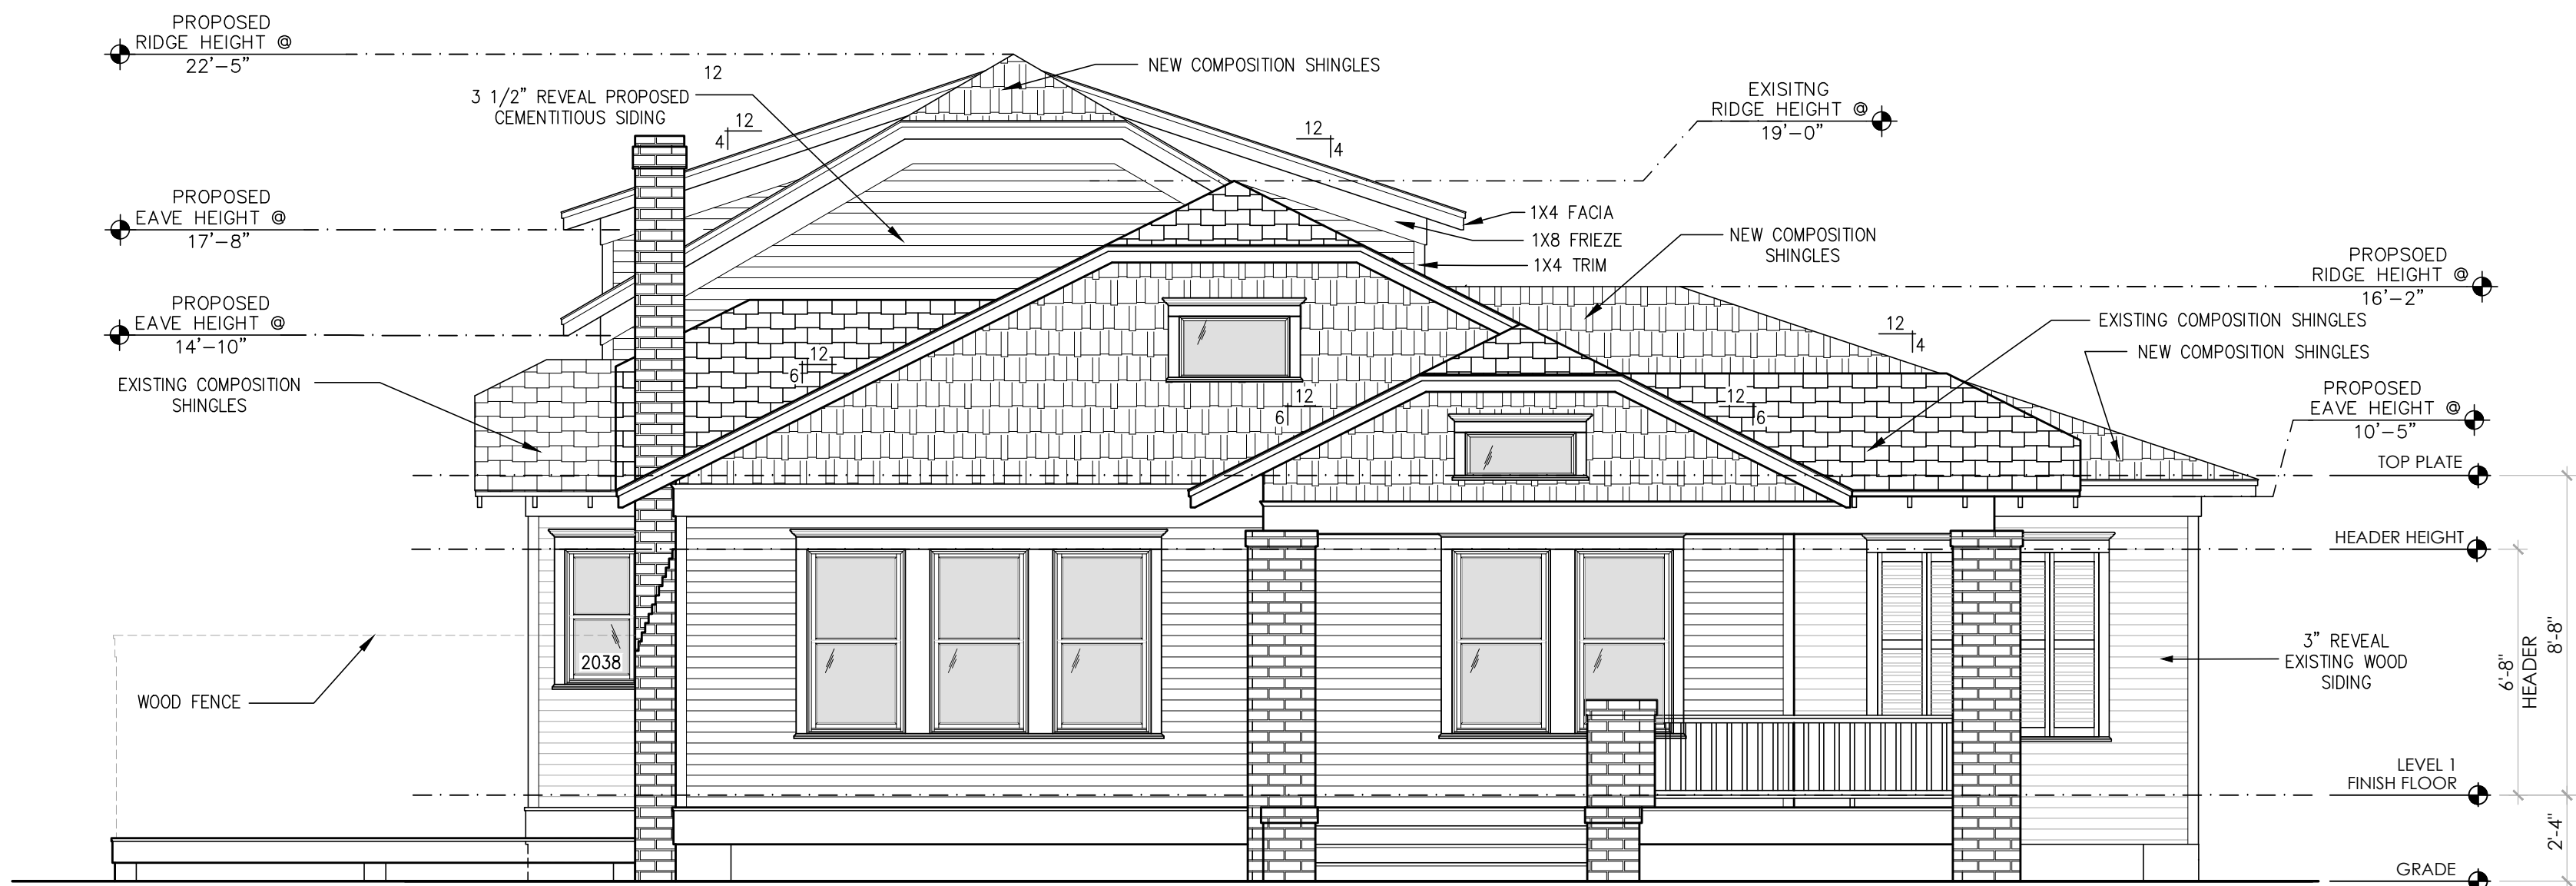 PROPOSED
RIDGE HEIGHT @
22'-5"
NEW COMPOSITION SHINGLES
12
3 1/2" REVEAL PROPOSED
CEMENTITIOUS SIDING
12
4
12
4
EXISITNG
RIDGE HEIGHT @
19'-0"
PROPOSED
EAVE HEIGHT @
17'-8"
1X4 FACIA
1X8 FRIEZE
1X4 TRIM
NEW COMPOSITION
SHINGLES
PROPSOED
RIDGE HEIGHT @
16'-2"
PROPOSED
EAVE HEIGHT @
14'-10"
12
4
EXISTING COMPOSITION SHINGLES
NEW COMPOSITION SHINGLES
12
6
EXISTING COMPOSITION
SHINGLES
12
6
12
6
PROPOSED
EAVE HEIGHT @
10'-5"
TOP PLATE
HEADER HEIGHT
2038
WOOD FENCE
3" REVEAL
EXISTING WOOD
SIDING
6'-8"
HEADER
8'-8"
LEVEL 1
FINISH FLOOR
2'-4"
GRADE